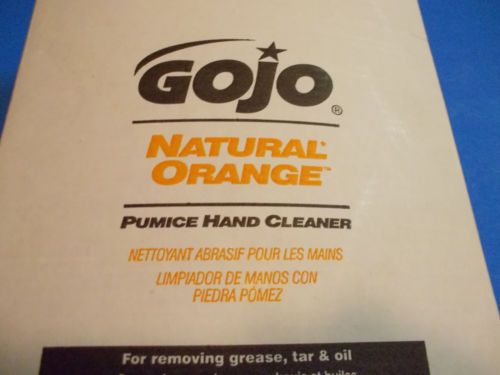 GOJO®
NATURAL*
ORANGE™
PUMICE HAND CLEANER
NETTOYANT ABRASIF POUR LES MAINS
LIMPIADOR DE MANOS CON
PIEDRA PÓMEZ
For removing grease, tar & oil